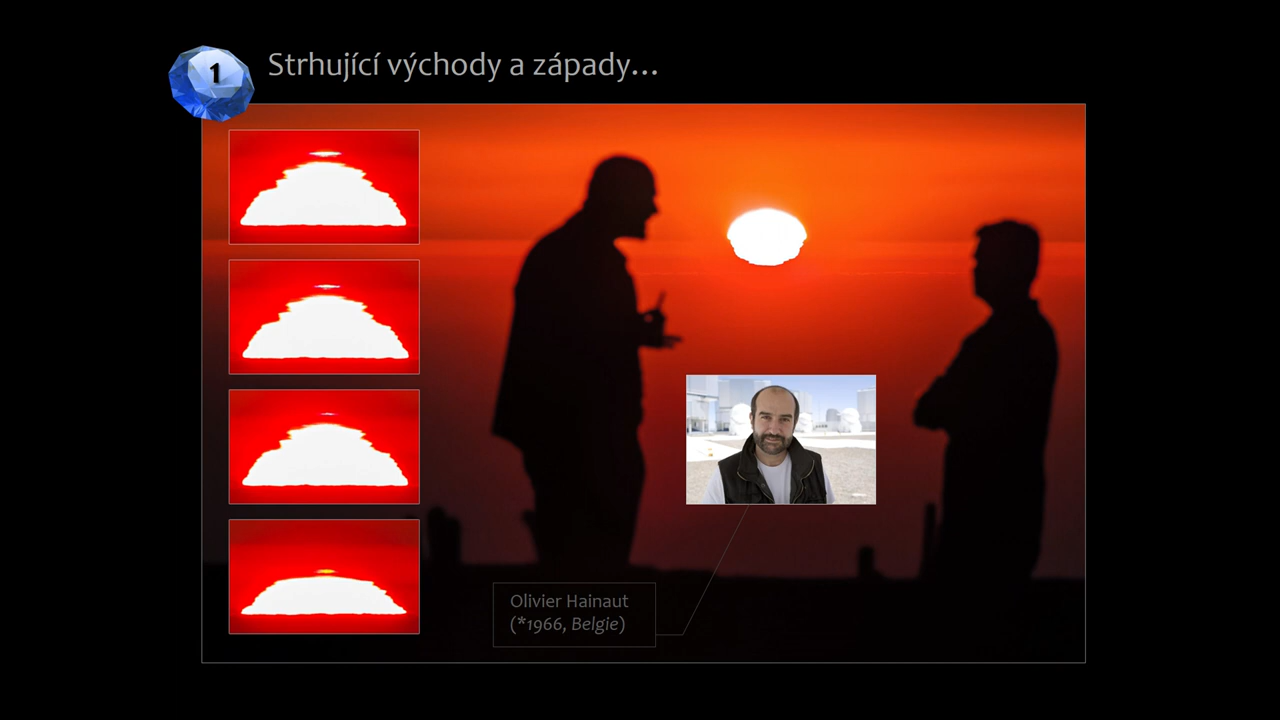 1
Strhující východy a západy...
Olivier Hainaut
(*1966, Belgie)